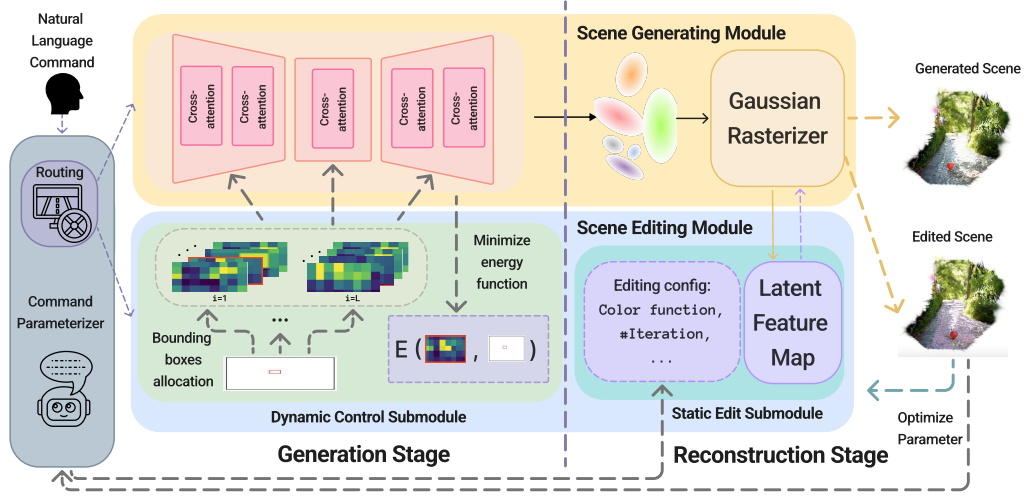 Natural
Language
Command
Routing
Command
Parameterizer
Scene Generating Module
Cross-
attention
Cross-
attention
Cross-
attention
Cross-
attention
Cross-
attention
Gaussian
Rasterizer
Generated Scene
Scene Editing Module
Edited Scene
i=1
i=L
...
Minimize
energy
function
Bounding
boxes
allocation
E ( , )
Editing config:
Color function,
#Iteration,
...
Latent
Feature
Map
Dynamic Control Submodule
Static Edit Submodule
Optimize
Parameter
Generation Stage
Reconstruction Stage